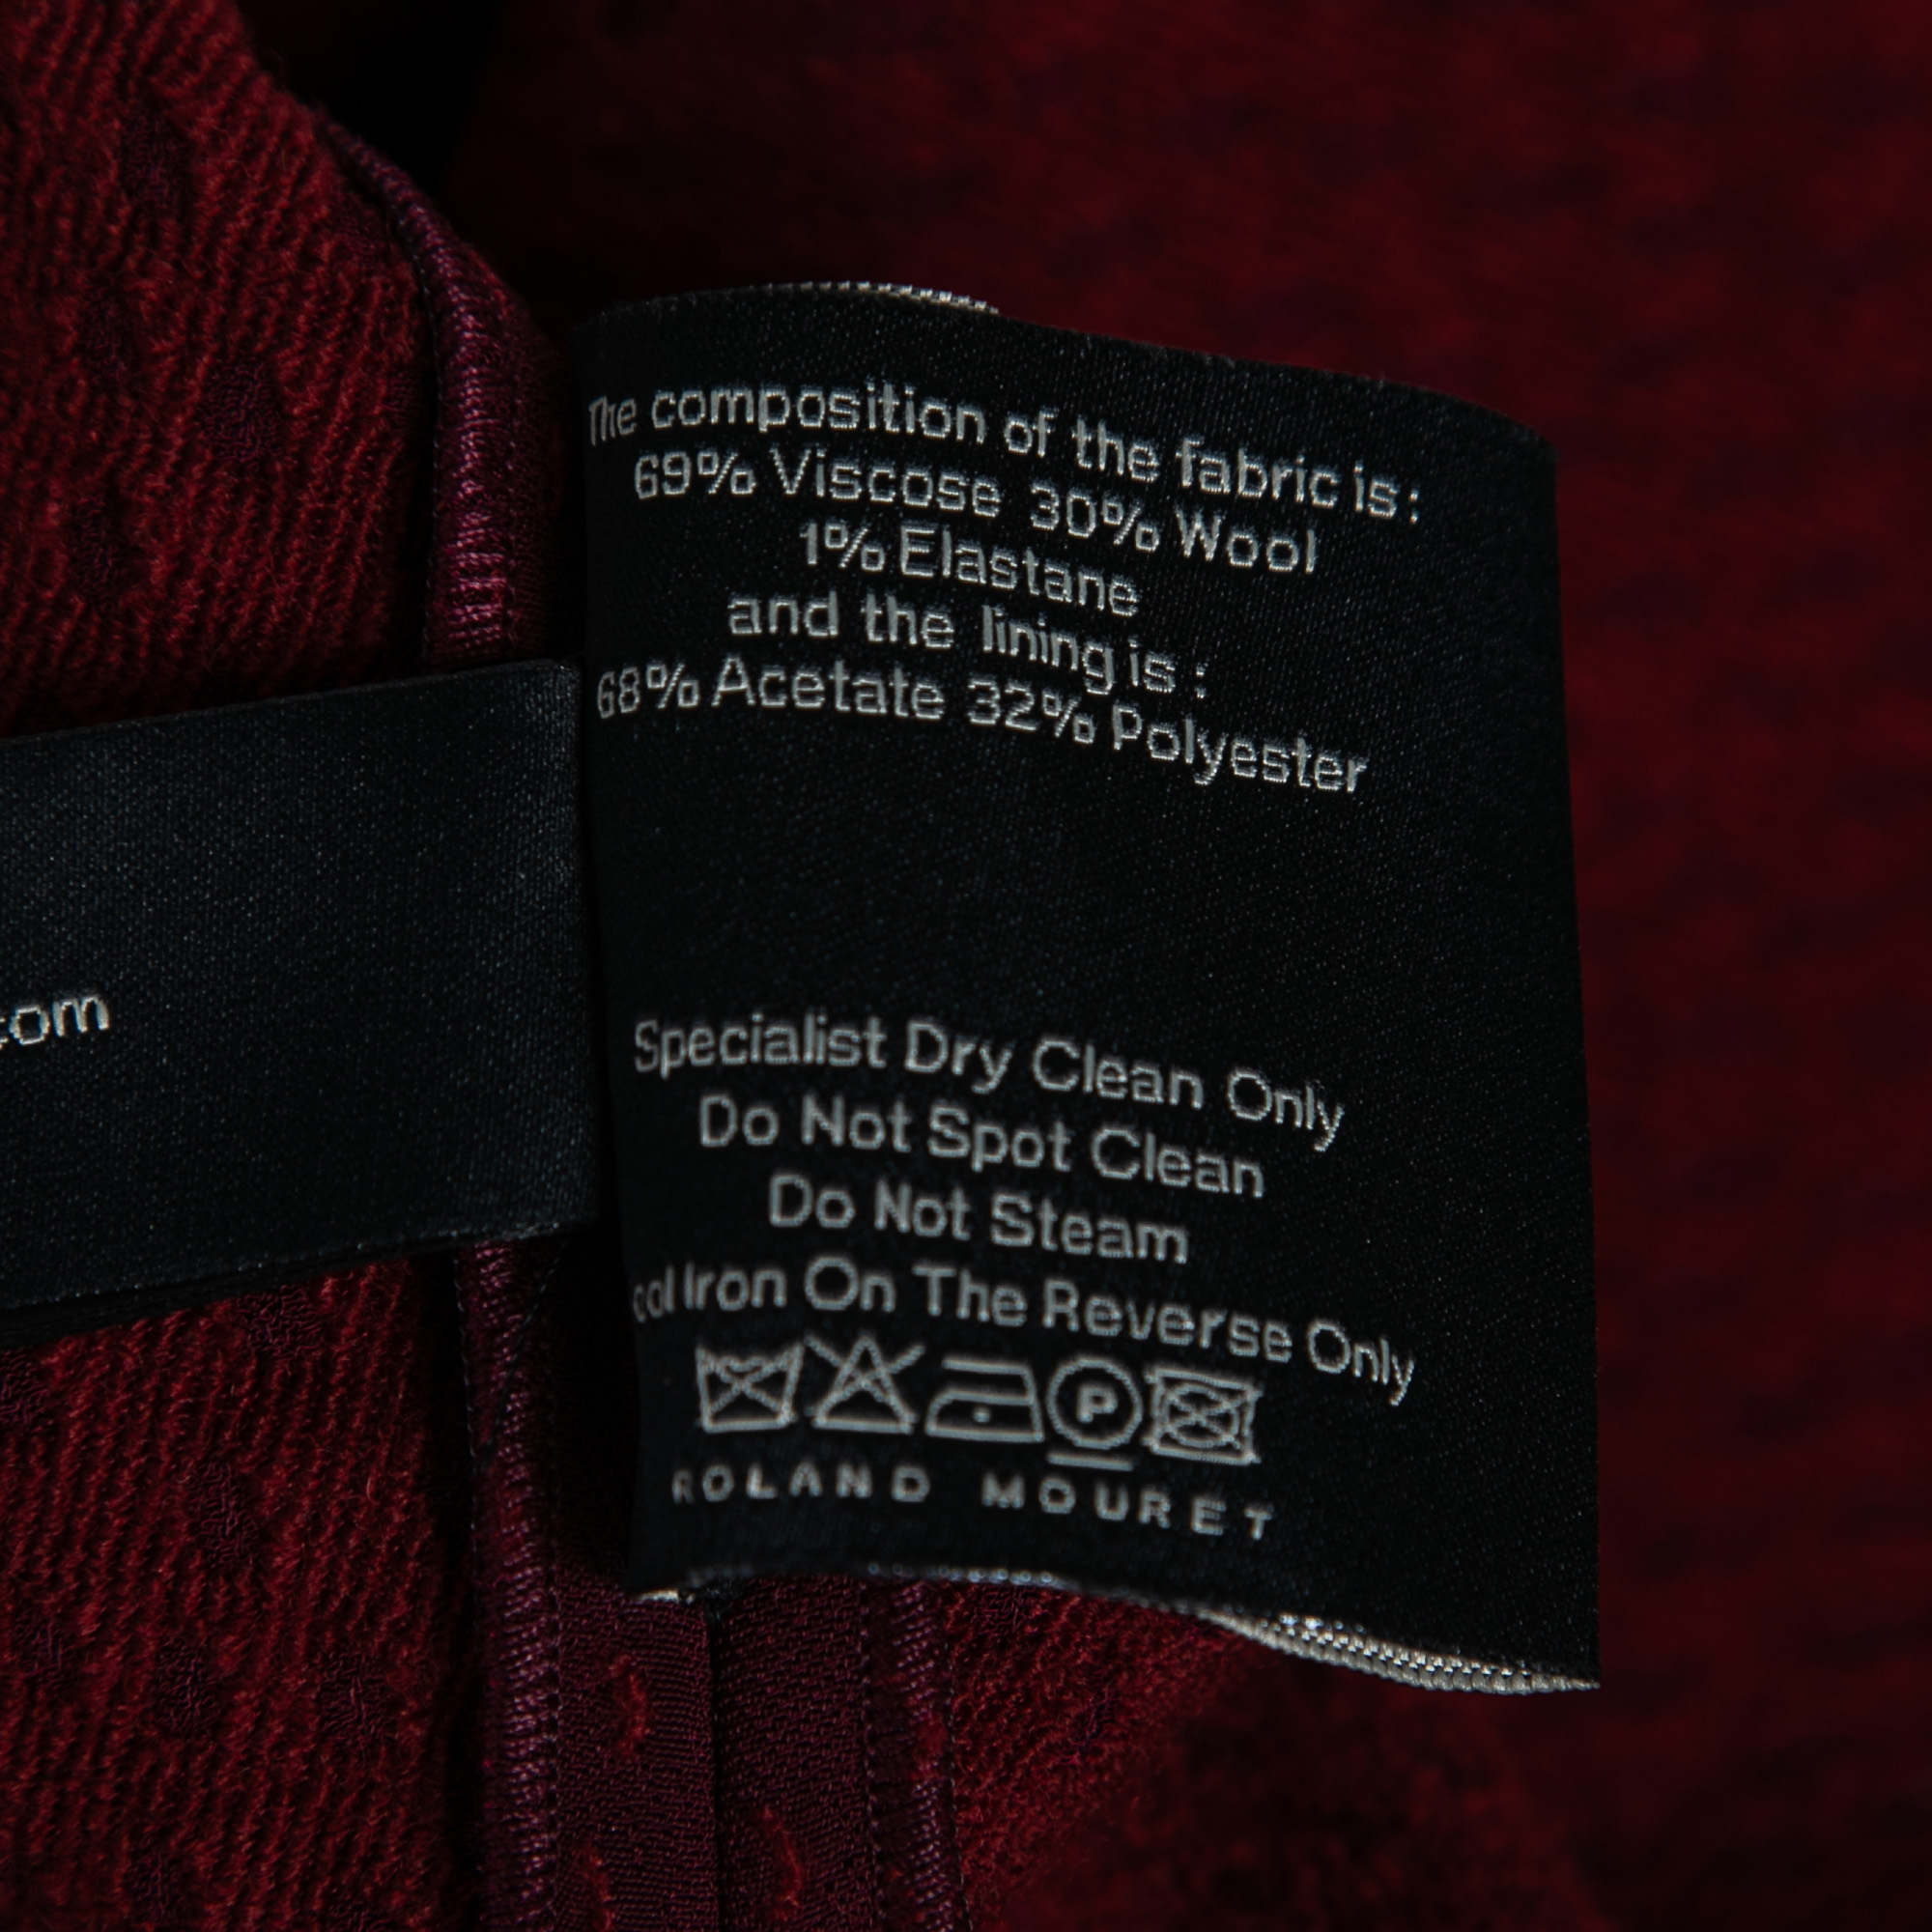 The composition of the fabric is :
69% Viscose 30% Wool
1% Elastane
and the lining is :
68% Acetate 32% Polyester
com
Specialist Dry Clean Only
Do Not Spot Clean
Do Not Steam
ool Iron On The Reverse Only
P
ROLAND MOURET